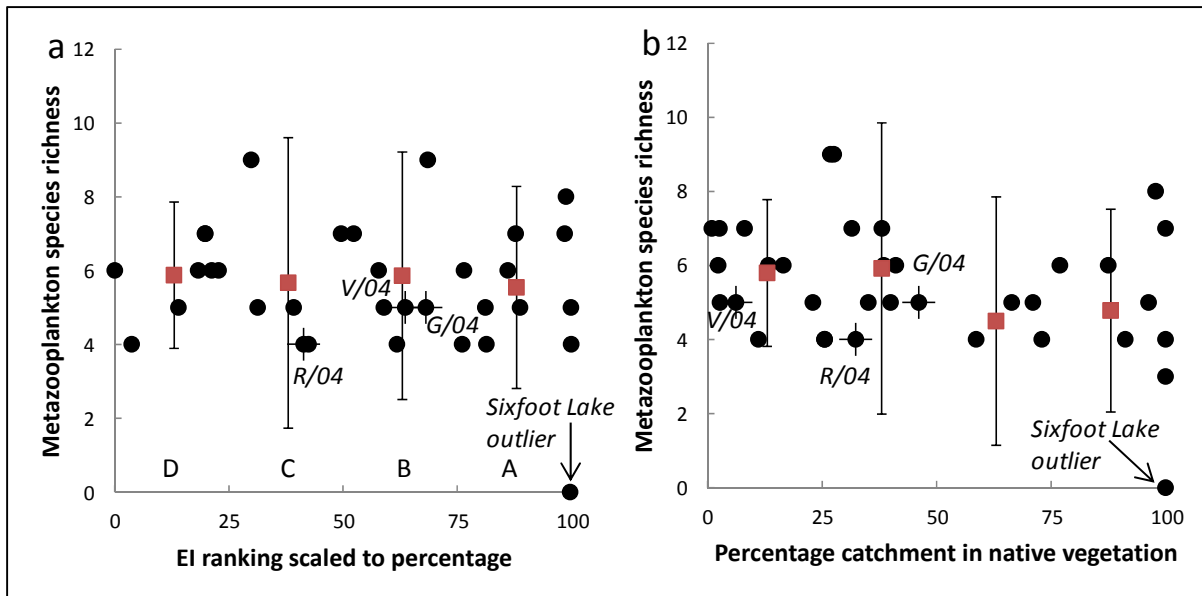 a
Metazooplankton species richness
12
10
8
6
4
2
0
V/04
G/04
R/04
Sixfoot Lake
outlier
D C B A
0 25 50 75 100
EI ranking scaled to percentage
b
Metazooplankton species richness
12
10
8
6
4
2
0
G/04
V/04
R/04
Sixfoot Lake
outlier
0 25 50 75 100
Percentage catchment in native vegetation